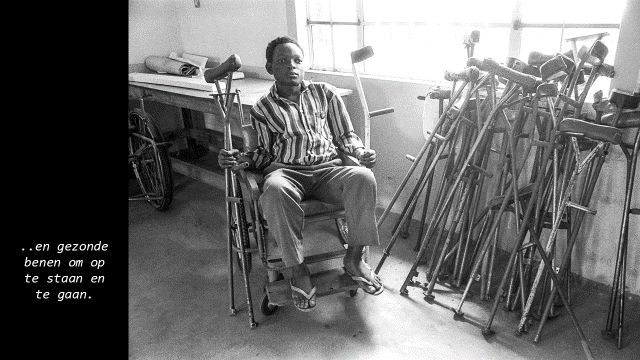 ..en gezonde
benen om op
te staan en
te gaan.